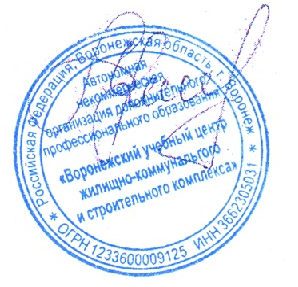 * Российская Федерация, Воронежская область, г. Воронеж *
ОГРН 1233600009125 ИНН 366230503
Автономная
некоммерческая
организация дополнительного
профессионального образования
«Воронежский учебный центр
жилищно-коммунального
и строительного комплекса»